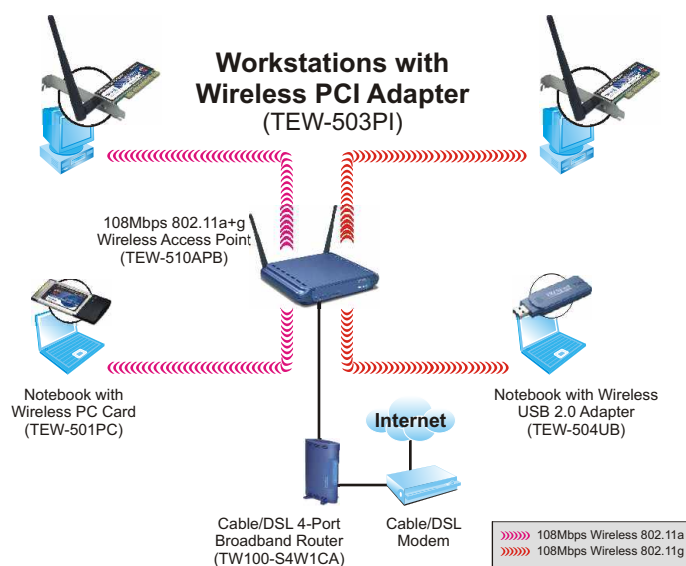 Workstations with
Wireless PCI Adapter
(TEW-503PI)
108Mbps 802.11a+g
Wireless Access Point
(TEW-510APB)
Notebook with
Wireless PC Card
(TEW-501PC)
Notebook with Wireless
USB 2.0 Adapter
(TEW-504UB)
Internet
Cable/DSL 4-Port
Broadband Router
(TW100-S4W1CA)
Cable/DSL
Modem
108Mbps Wireless 802.11a
108Mbps Wireless 802.11g